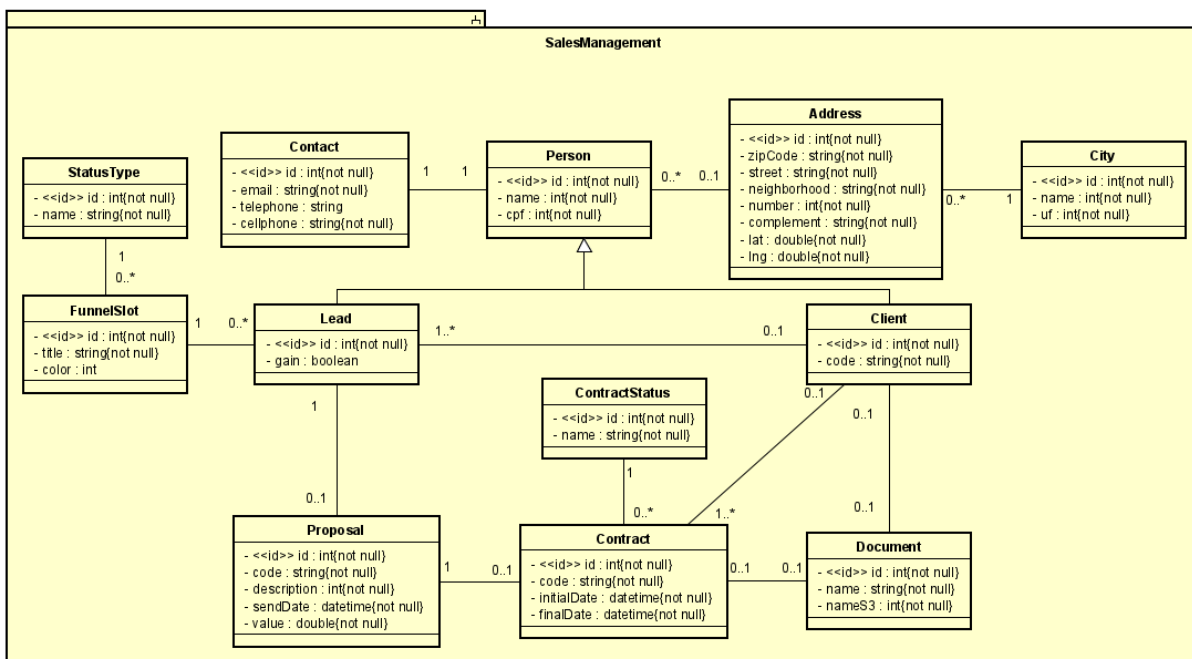 SalesManagement
StatusType
- <<id>> id : int{not null}
- name : string{not null}
Contact
- <<id>> id : int{not null}
- email : string{not null}
- telephone : string
- cellphone : string{not null}
1
1
Person
- <<id>> id : int{not null}
- name : int{not null}
- cpf : int{not null}
0..*
0..1
Address
- <<id>> id : int{not null}
- zipCode : string{not null}
- street : string{not null}
- neighborhood : string{not null}
- number : int{not null}
- complement : string{not null}
- lat : double{not null}
- lng : double{not null}
0..*
1
City
- <<id>> id : int{not null}
- name : int{not null}
- uf : int{not null}
1
0..*
FunnelSlot
- <<id>> id : int{not null}
- title : string{not null}
- color : int
1
0..*
Lead
- <<id>> id : int{not null}
- gain : boolean
1..*
0..1
Client
- <<id>> id : int{not null}
- code : string{not null}
1
0..1
ContractStatus
- <<id>> id : int{not null}
- name : string{not null}
0..1
0..1
1
0..*
1..*
0..1
Proposal
- <<id>> id : int{not null}
- code : string{not null}
- description : int{not null}
- sendDate : datetime{not null}
- value : double{not null}
1
0..1
Contract
- <<id>> id : int{not null}
- code : string{not null}
- initialDate : datetime{not null}
- finalDate : datetime{not null}
0..1
0..1
Document
- <<id>> id : int{not null}
- name : string{not null}
- nameS3 : int{not null}